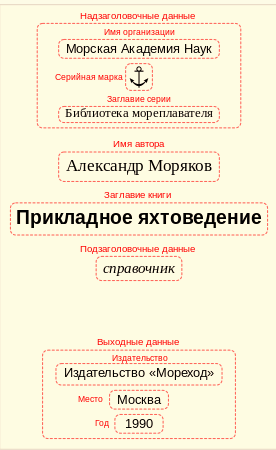 Надзаголовочные данные
Имя организации
Морская Академия Наук
Серийная марка
Заглавие серии
Библиотека мореплавателя
Имя автора
Александр Моряков
Заглавие книги
Прикладное яхтоведение
Подзаголовочные данные
справочник
Выходные данные
Издательство
Издательство «Мореход»
Место Москва
Год 1990